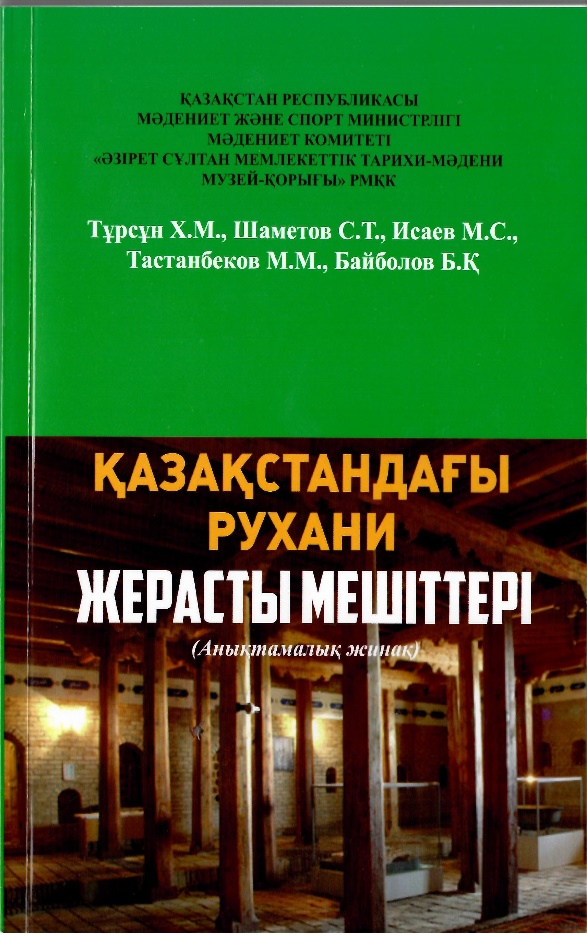 ҚАЗАҚСТАН РЕСПУБЛИКАСЫ
МӘДЕНИЕТ ЖӘНЕ СПОРТ МИНИСТРЛІГІ
МӘДЕНИЕТ КОМИТЕТІ
«ӘЗІРЕТ СҰЛТАН МЕМЛЕКЕТТІК ТАРИХИ-МӘДЕНИ
МУЗЕЙ-ҚОРЫҒЫ» РМҚК
Тұрсұн Х.М., Шаметов С.Т., Исаев М.С.,
Тастанбеков М.М., Байболов Б.Қ
ҚАЗАҚСТАНДАҒЫ
РУХАНИ
ЖЕРАСТЫ МЕШІТТЕРІ
(Анықтамалық жинақ)